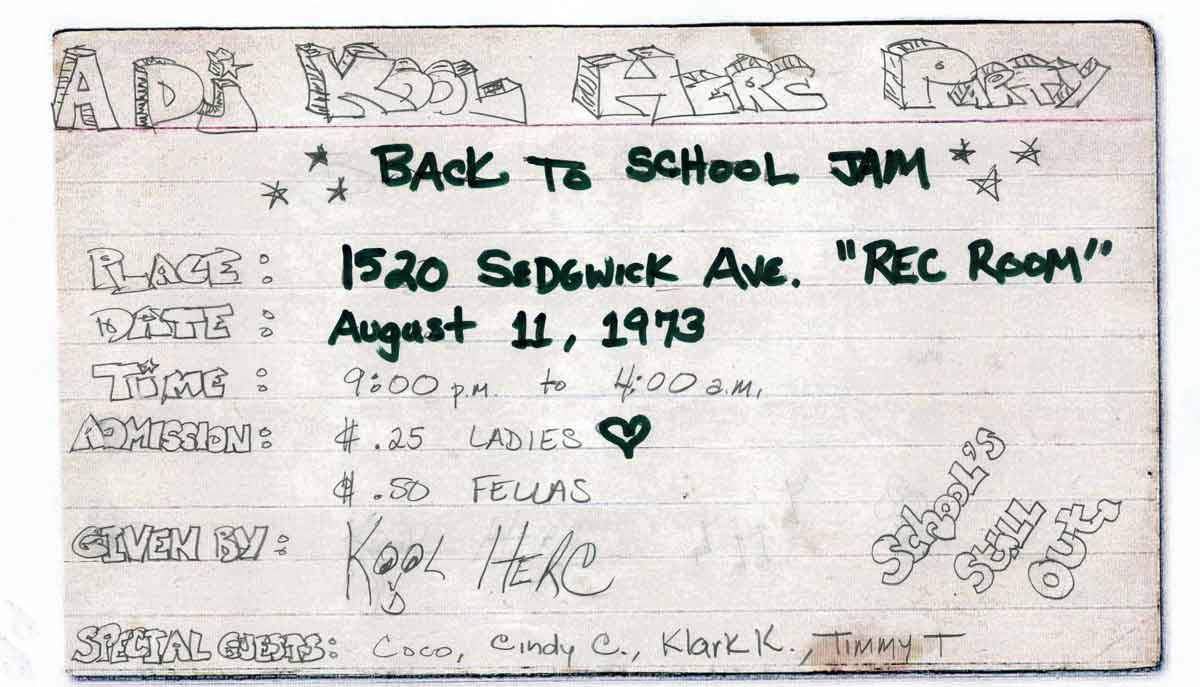 A DJ KOOL HERC PARTY
BACK TO SCHOOL JAM
PLACE: 1520 SEDGWICK AVE. "REC ROOM"
DATE: August 11, 1973
TIME: 9:00 p.m. to 4:00 a.m.
ADMISSION: $.25 LADIES
$.50 FELLAS
GIVEN BY: KOOL HERC
SPECIAL GUESTS: Coco, Cindy C., Klark K., Timmy T
SCHOOL'S
STILL
OUT